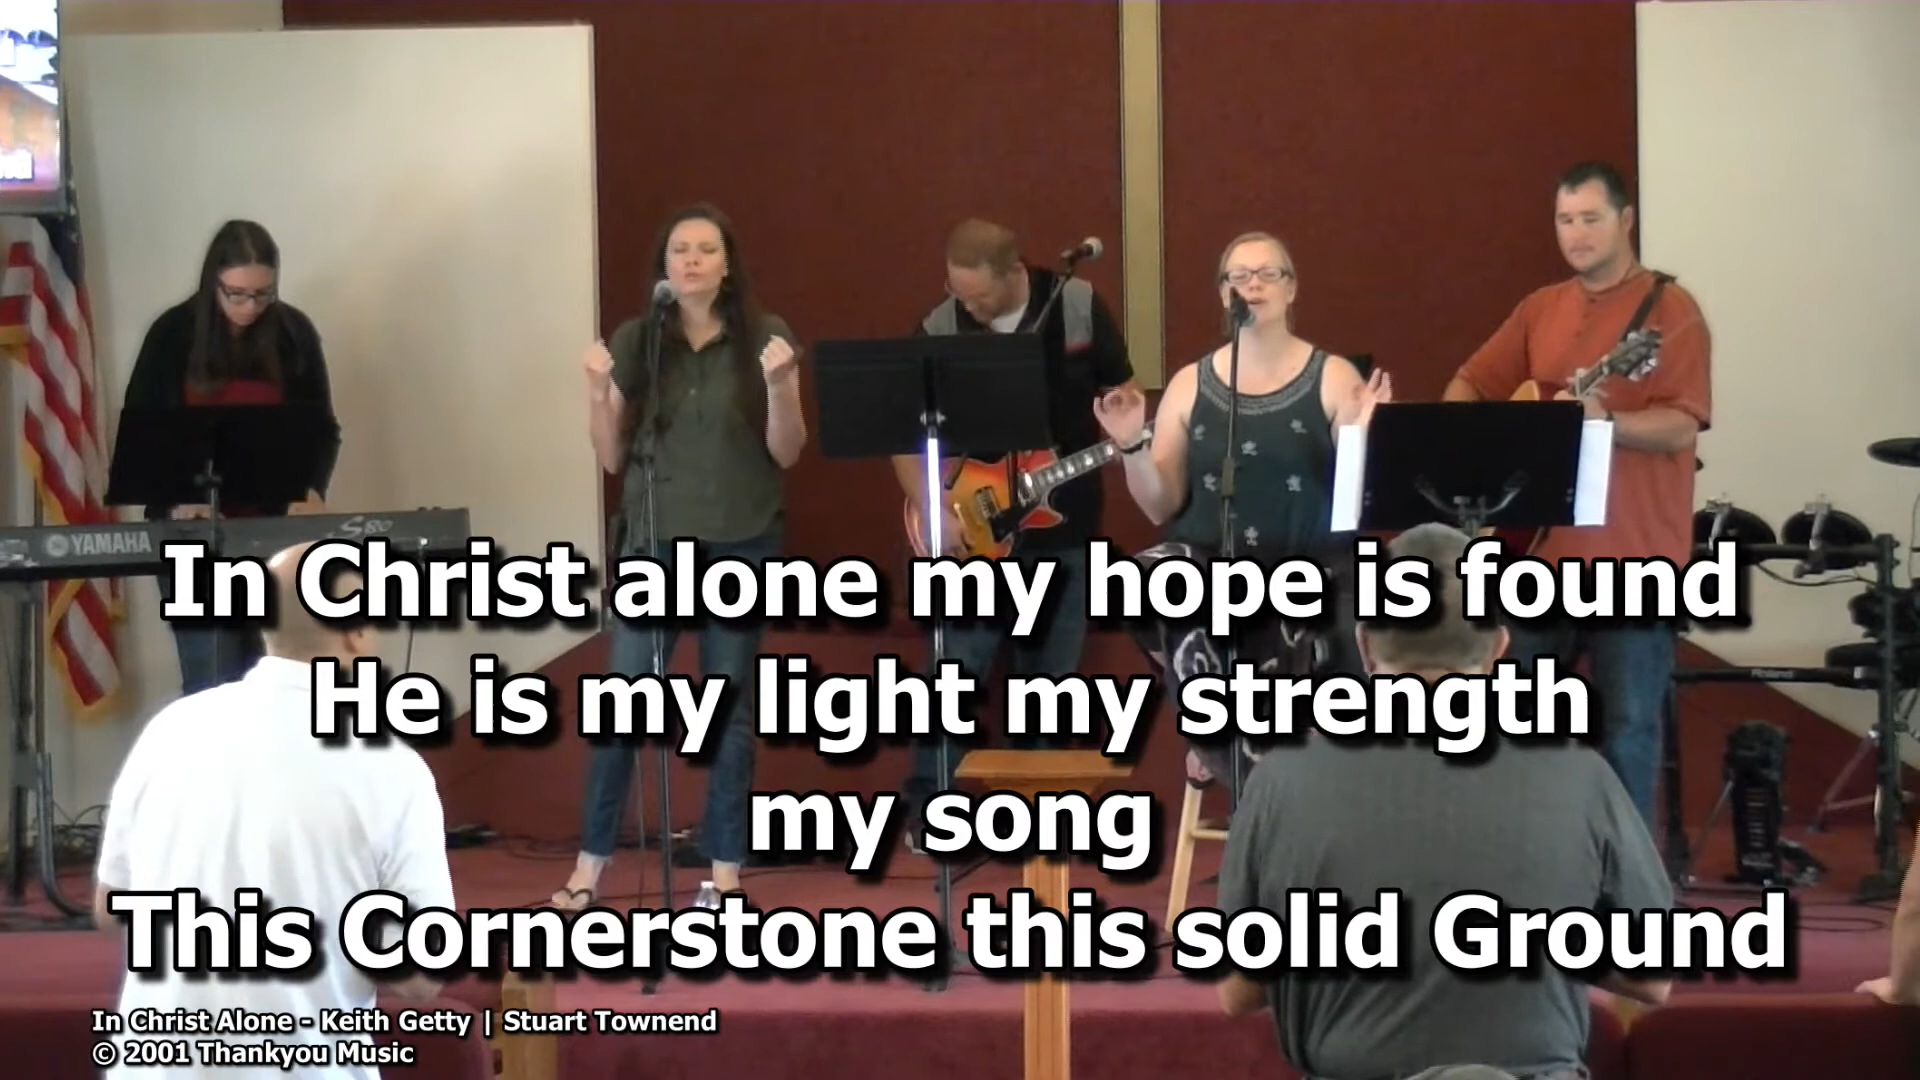 YAMAHA S80
In Christ alone my hope is found
He is my light my strength
my song
This Cornerstone this solid Ground
Roland
In Christ Alone - Keith Getty | Stuart Townend
© 2001 Thankyou Music